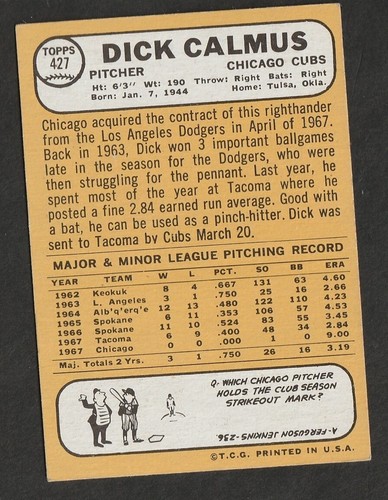 TOPPS
427
DICK CALMUS
PITCHER CHICAGO CUBS
Ht: 6'3" Wt: 190 Throw: Right Bats: Right
Born: Jan. 7, 1944 Home: Tulsa, Okla.
Chicago acquired the contract of this righthander
from the Los Angeles Dodgers in April of 1967.
Back in 1963, Dick won 3 important ballgames
late in the season for the Dodgers, who were
then struggling for the pennant. Last year, he
spent most of the year at Tacoma where he
posted a fine 2.84 earned run average. Good with
a bat, he can be used as a pinch-hitter. Dick was
sent to Tacoma by Cubs March 20.
MAJOR & MINOR LEAGUE PITCHING RECORD
YEAR TEAM W L PCT. SO BB ERA
1962 Keokuk 8 4 .667 131 63 4.60
1963 L. Angeles 3 1 .750 25 16 2.66
1964 Alb'q'erq'e 12 13 .480 122 110 4.23
1965 Spokane 6 11 .353 106 57 4.53
1966 Spokane 11 10 .524 83 55 3.45
1967 Tacoma 6 9 .400 48 34 2.84
1967 Chicago 0 0 .000 1 0 9.00
Maj. Totals 2 Yrs. 3 1 .750 26 16 3.19
Q- WHICH CHICAGO PITCHER
HOLDS THE CLUB SEASON
STRIKEOUT MARK?
A-FERGUSON JENKINS-236
©T.C.G. PRINTED IN U.S.A.